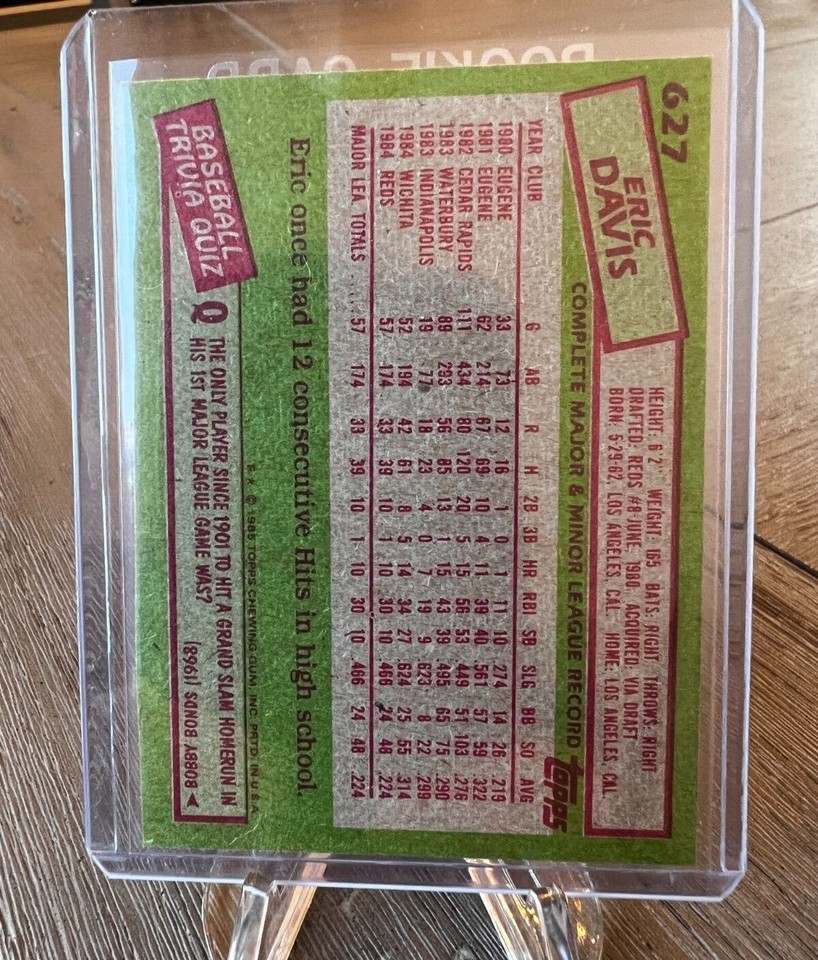 ROOKIE CARD
627
ERIC
DAVIS
HEIGHT: 6'2" WEIGHT: 165 BATS: RIGHT THROWS: RIGHT
DRAFTED: REDS #8-JUNE, 1980. ACQUIRED: VIA DRAFT
BORN: 5-29-62, LOS ANGELES, CAL. HOME: LOS ANGELES, CAL.
COMPLETE MAJOR & MINOR LEAGUE RECORD topps
YEAR CLUB G AB R H 2B 3B HR RBI SB SLG BB SO AVG
1980 EUGENE 33 73 12 16 1 0 1 11 10 .274 14 26 .219
1981 EUGENE 62 214 67 69 10 4 11 39 40 .561 57 59 .322
1982 CEDAR RAPIDS 111 434 80 120 20 5 15 56 53 .449 51 103 .276
1983 WATERBURY 89 293 56 85 13 1 15 43 39 .495 65 75 .290
1983 INDIANAPOLIS 19 77 18 23 4 0 7 19 9 .623 8 22 .299
1984 WICHITA 52 194 42 61 8 5 14 34 27 .624 25 55 .314
1984 REDS 57 174 33 39 10 1 10 30 10 .466 24 48 .224
MAJOR LEA. TOTALS .... 57 174 33 39 10 1 10 30 10 .466 24 48 .224
Eric once had 12 consecutive Hits in high school.
F ★ © 1985 TOPPS CHEWING GUM, INC. PRTD. IN U.S.A.
BASEBALL
TRIVIA QUIZ
Q THE ONLY PLAYER SINCE 1901 TO HIT A GRAND SLAM HOMERUN IN
HIS 1ST MAJOR LEAGUE GAME WAS?
BOBBY BONDS (1968)